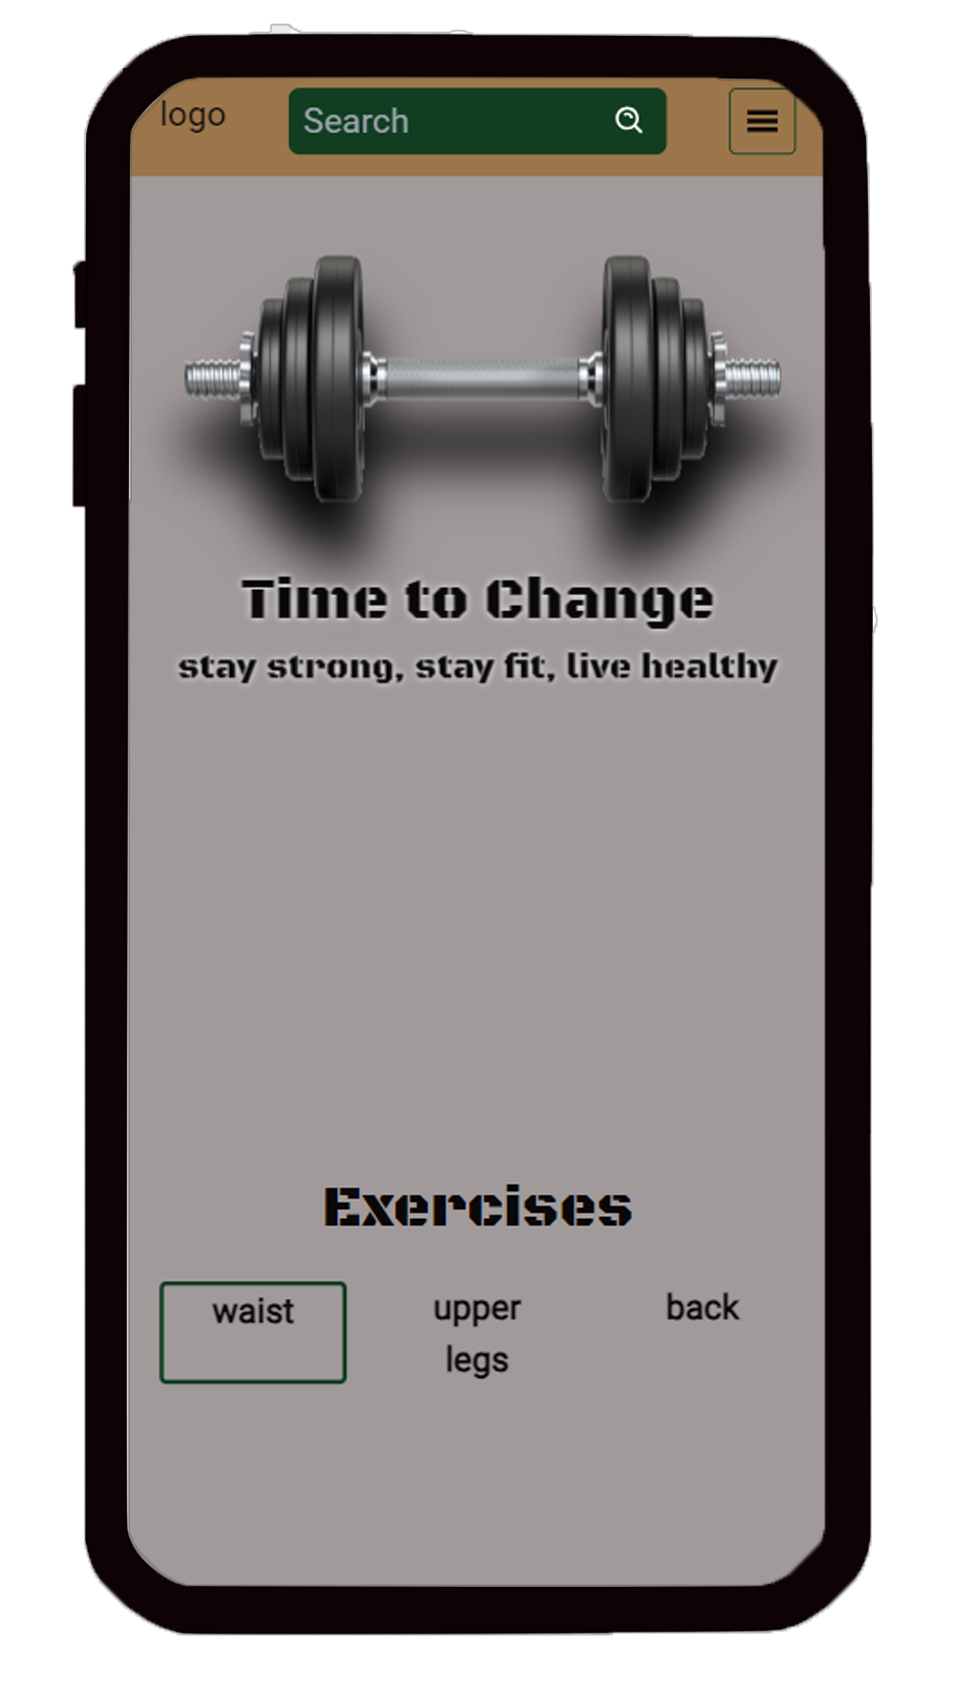 logo
Search
Time to Change
stay strong, stay fit, live healthy
Exercises
waist
upper
legs
back